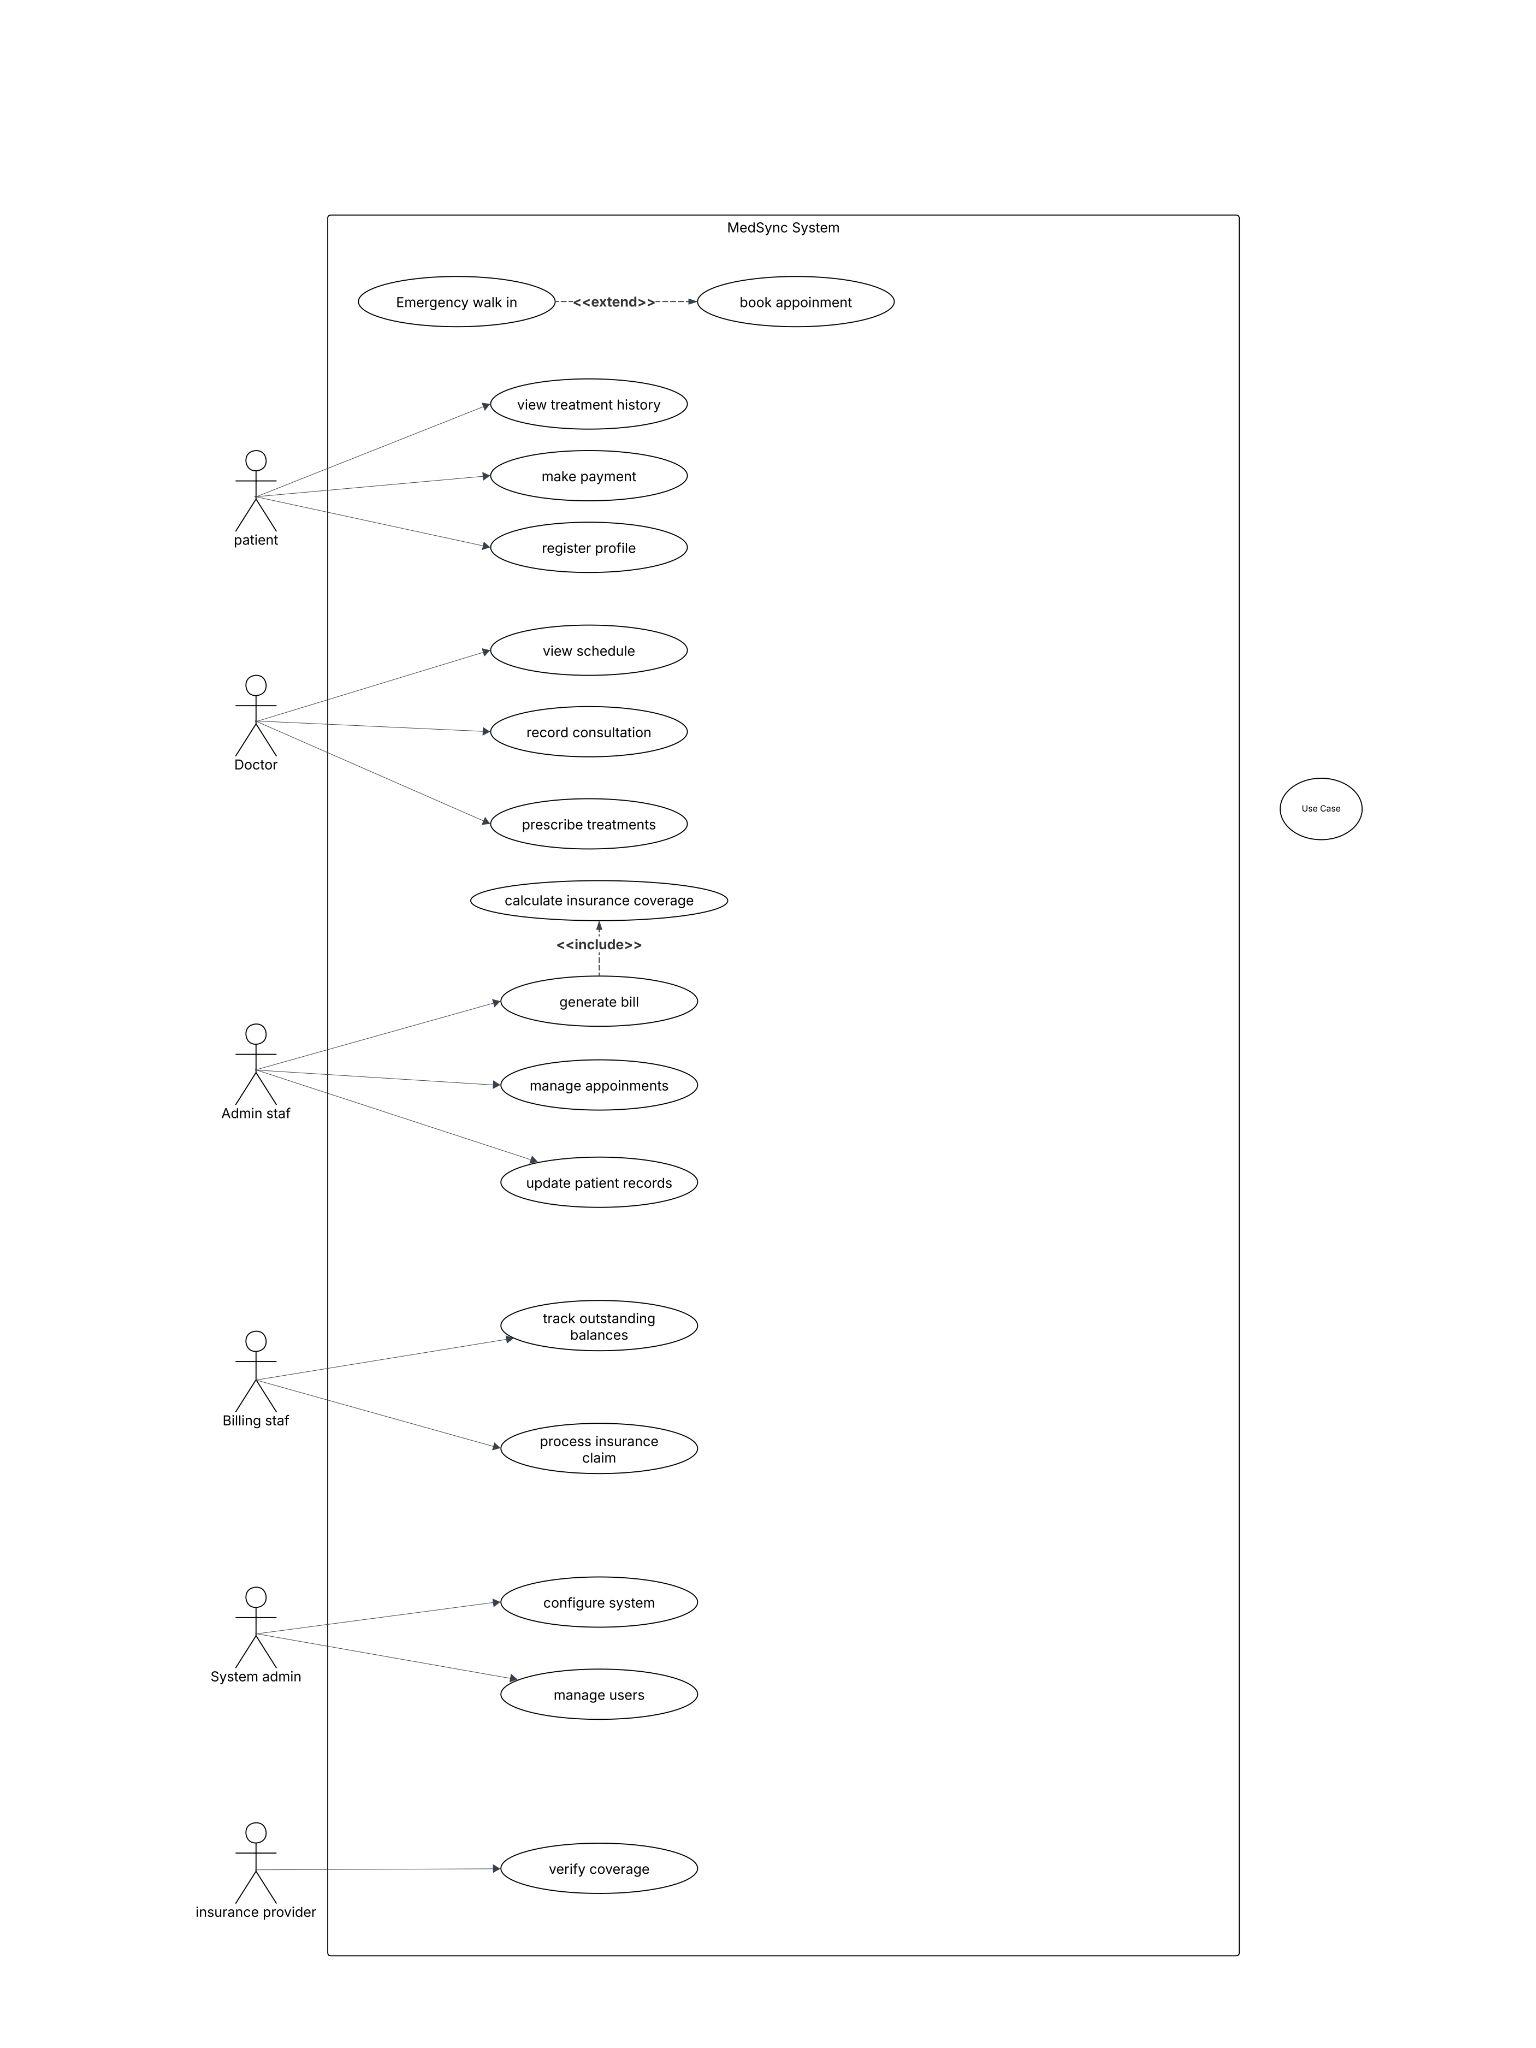 MedSync System
Emergency walk in
<<extend>>
book appoinment
view treatment history
make payment
register profile
patient
view schedule
record consultation
Doctor
prescribe treatments
Use Case
calculate insurance coverage
<<include>>
generate bill
manage appoinments
Admin staf
update patient records
track outstanding
balances
Billing staf
process insurance
claim
configure system
System admin
manage users
verify coverage
insurance provider